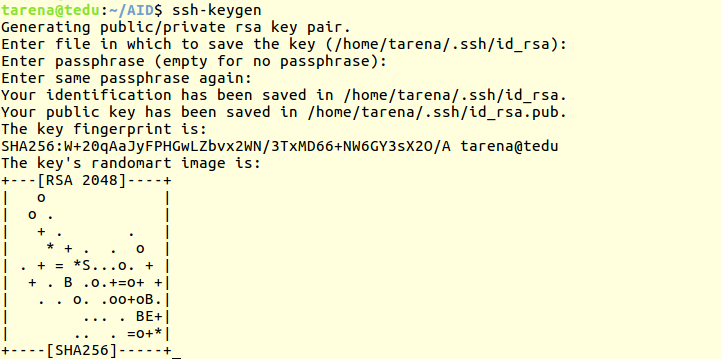 tarena@tedu:~/AID$ ssh-keygen
Generating public/private rsa key pair.
Enter file in which to save the key (/home/tarena/.ssh/id_rsa):
Enter passphrase (empty for no passphrase):
Enter same passphrase again:
Your identification has been saved in /home/tarena/.ssh/id_rsa.
Your public key has been saved in /home/tarena/.ssh/id_rsa.pub.
The key fingerprint is:
SHA256:W+20qAaJyFPHGwLZbvx2WN/3TxMD66+NW6GY3sX2O/A tarena@tedu
The key's randomart image is:
+---[RSA 2048]----+
|   o             |
|  o .            |
|   + .       .   |
|    * + .  .  o  |
| . + = *S...o. + |
|  + . B .o.+=o+ +|
|   . . o. .oo+oB.|
|        ... . BE+|
|       ..  . =o+*|
+----[SHA256]-----+